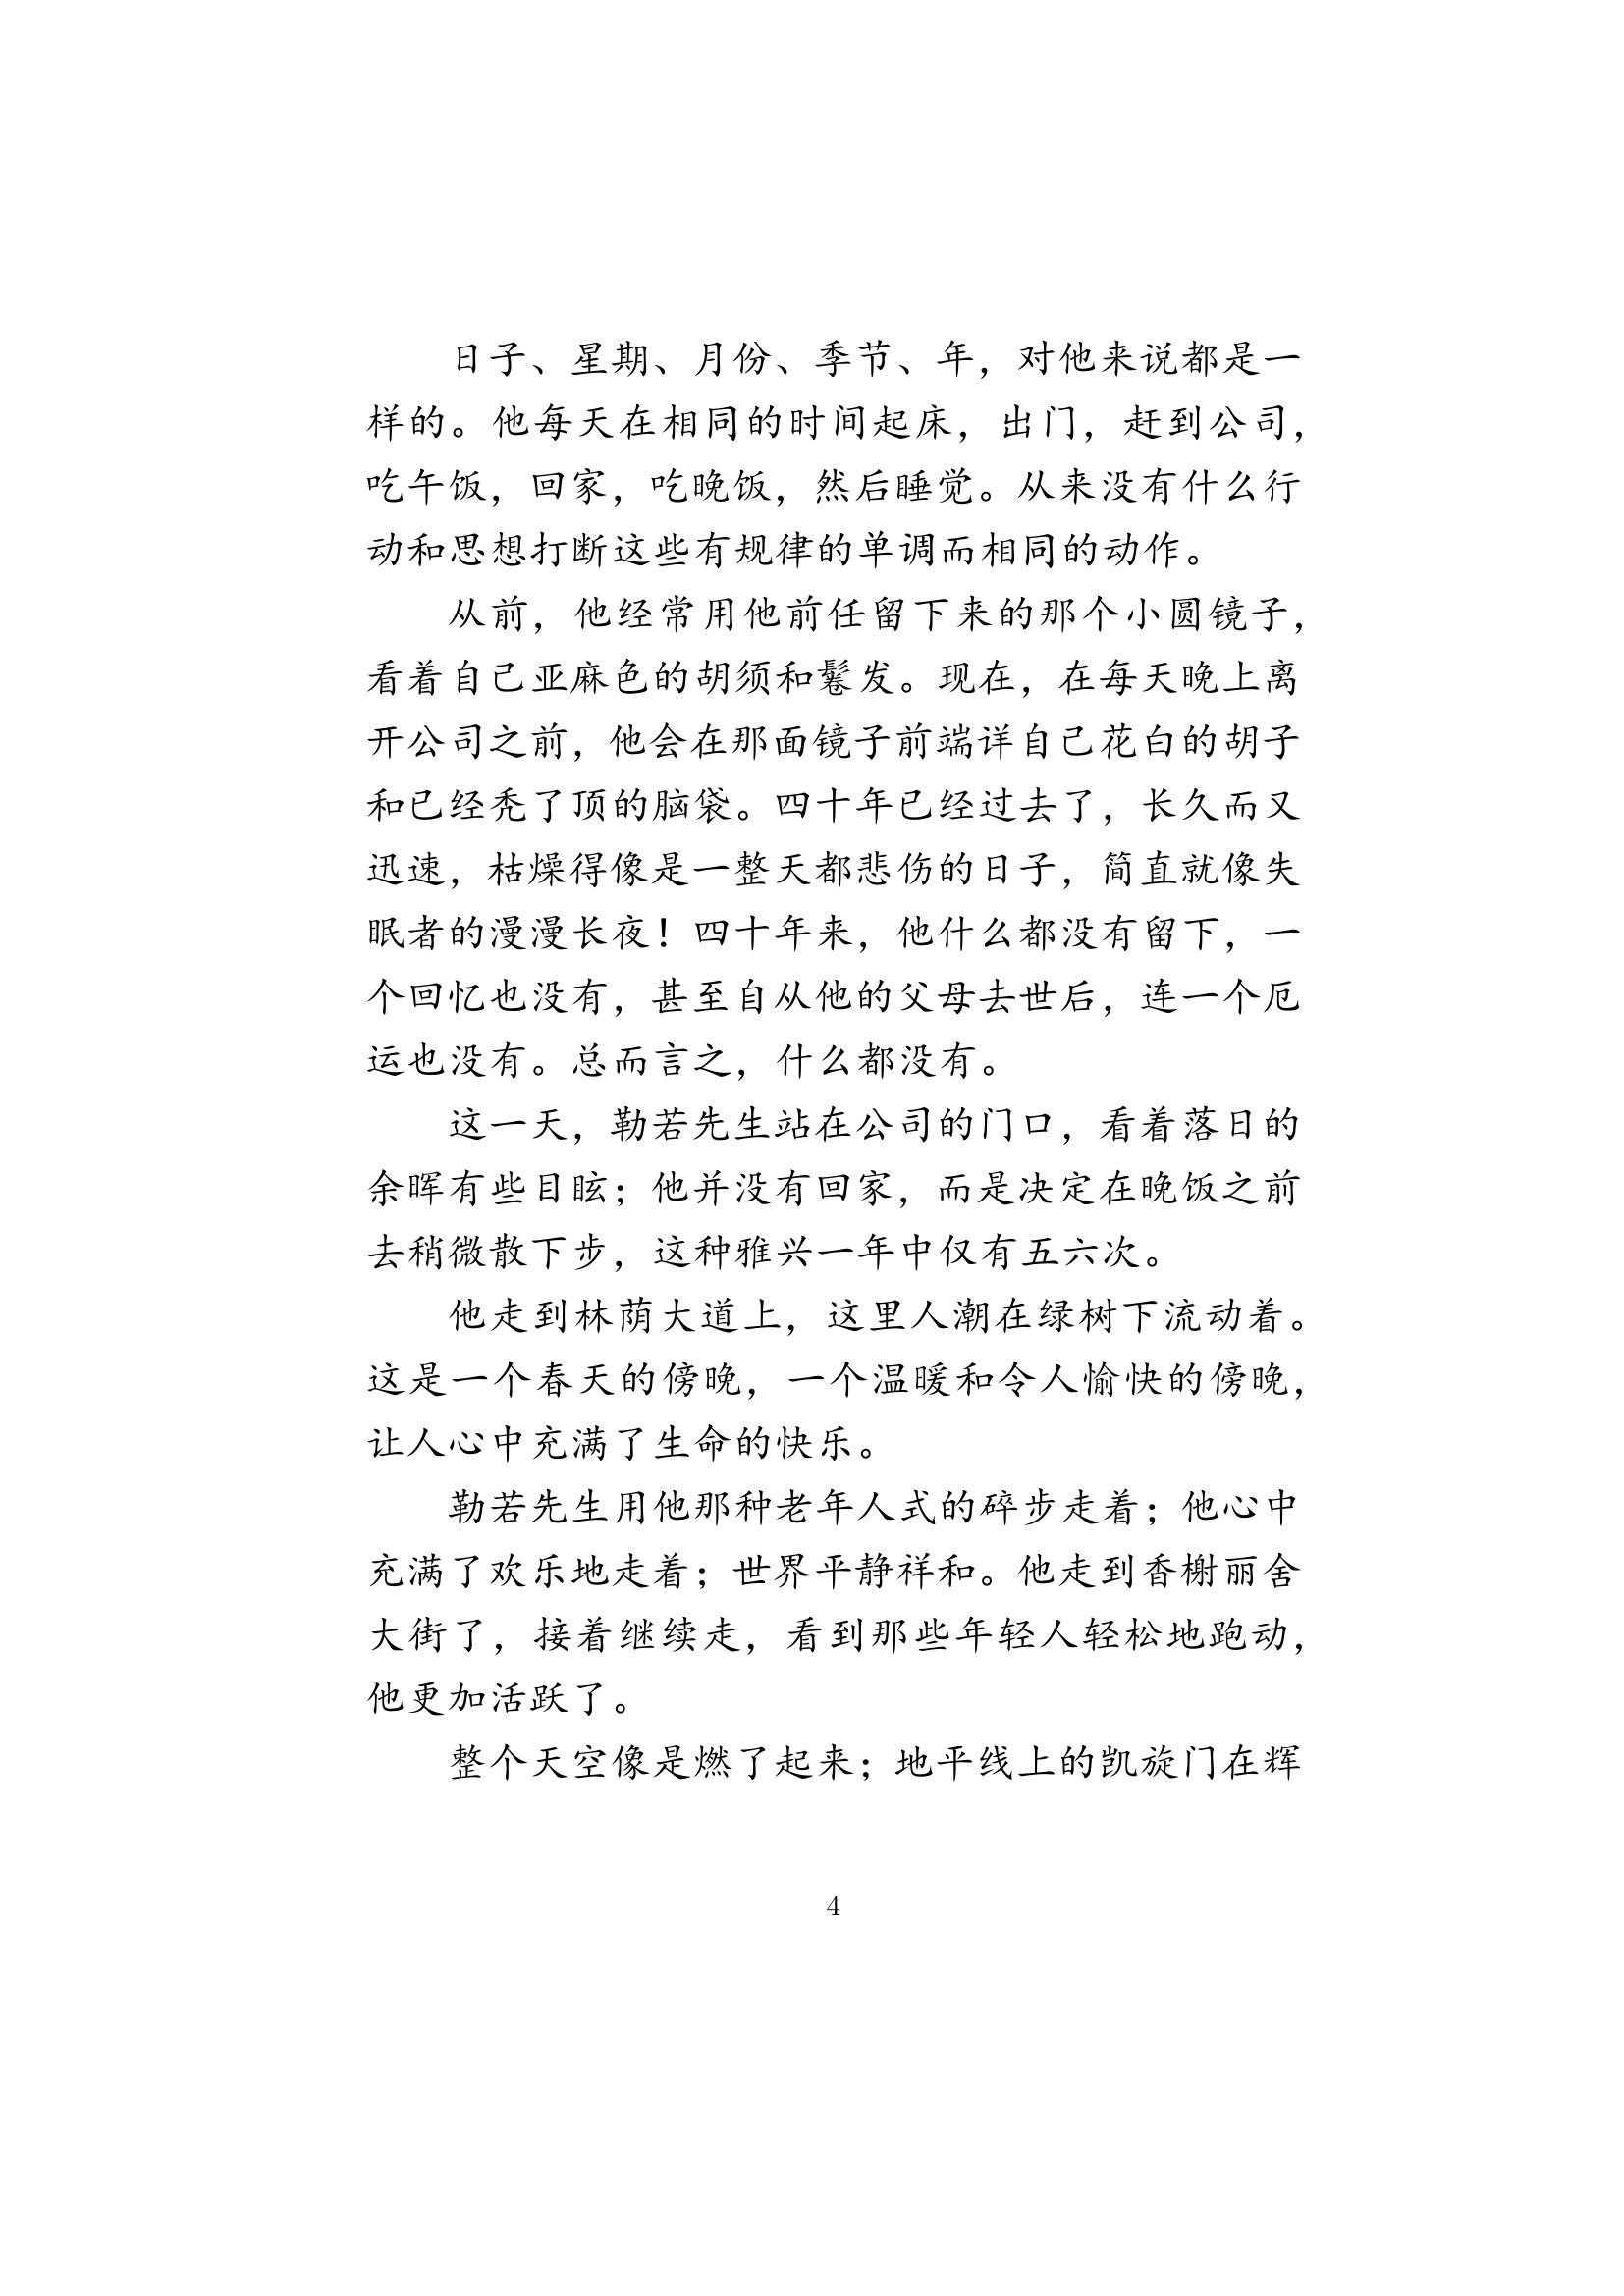 日子、星期、月份、季节、年，对他来说都是一
样的。他每天在相同的时间起床，出门，赶到公司，
吃午饭，回家，吃晚饭，然后睡觉。从来没有什么行
动和思想打断这些有规律的单调而相同的动作。
从前，他经常用他前任留下来的那个小圆镜子，
看着自己亚麻色的胡须和鬈发。现在，在每天晚上离
开公司之前，他会在那面镜子前端详自己花白的胡子
和已经秃了顶的脑袋。四十年已经过去了，长久而又
迅速，枯燥得像是一整天都悲伤的日子，简直就像失
眠者的漫漫长夜！四十年来，他什么都没有留下，一
个回忆也没有，甚至自从他的父母去世后，连一个厄
运也没有。总而言之，什么都没有。
这一天，勒若先生站在公司的门口，看着落日的
余晖有些目眩；他并没有回家，而是决定在晚饭之前
去稍微散下步，这种雅兴一年中仅有五六次。
他走到林荫大道上，这里人潮在绿树下流动着。
这是一个春天的傍晚，一个温暖和令人愉快的傍晚，
让人心中充满了生命的快乐。
勒若先生用他那种老年人式的碎步走着；他心中
充满了欢乐地走着；世界平静祥和。他走到香榭丽舍
大街了，接着继续走，看到那些年轻人轻松地跑动，
他更加活跃了。
整个天空像是燃了起来；地平线上的凯旋门在辉
4